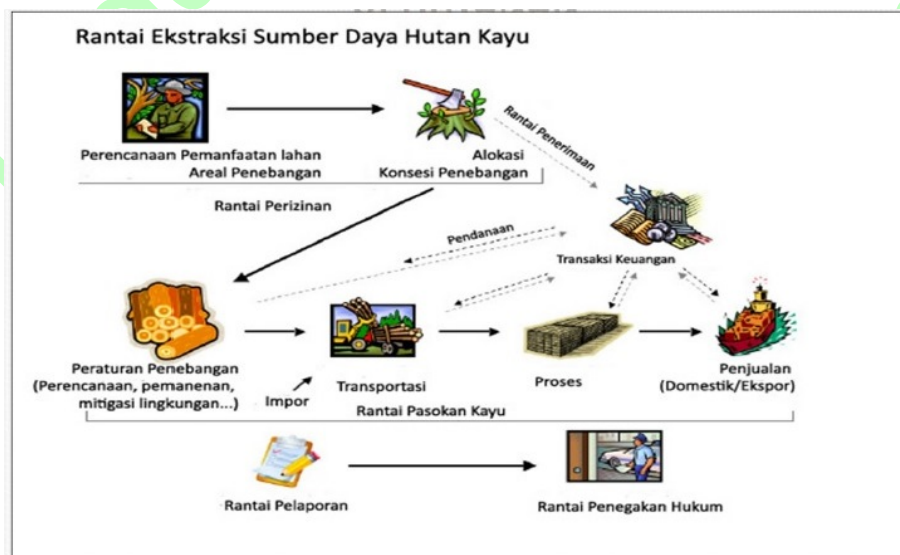 Rantai Ekstraksi Sumber Daya Hutan Kayu
Perencanaan Pemanfaatan lahan
Areal Penebangan
Alokasi
Konsesi Penebangan
Rantai Penerimaan
Rantai Perizinan
Pendanaan
Transaksi Keuangan
Peraturan Penebangan
(Perencanaan, pemanenan,
mitigasi lingkungan...)
Impor
Transportasi
Proses
Penjualan
(Domestik/Ekspor)
Rantai Pasokan Kayu
Rantai Pelaporan
Rantai Penegakan Hukum